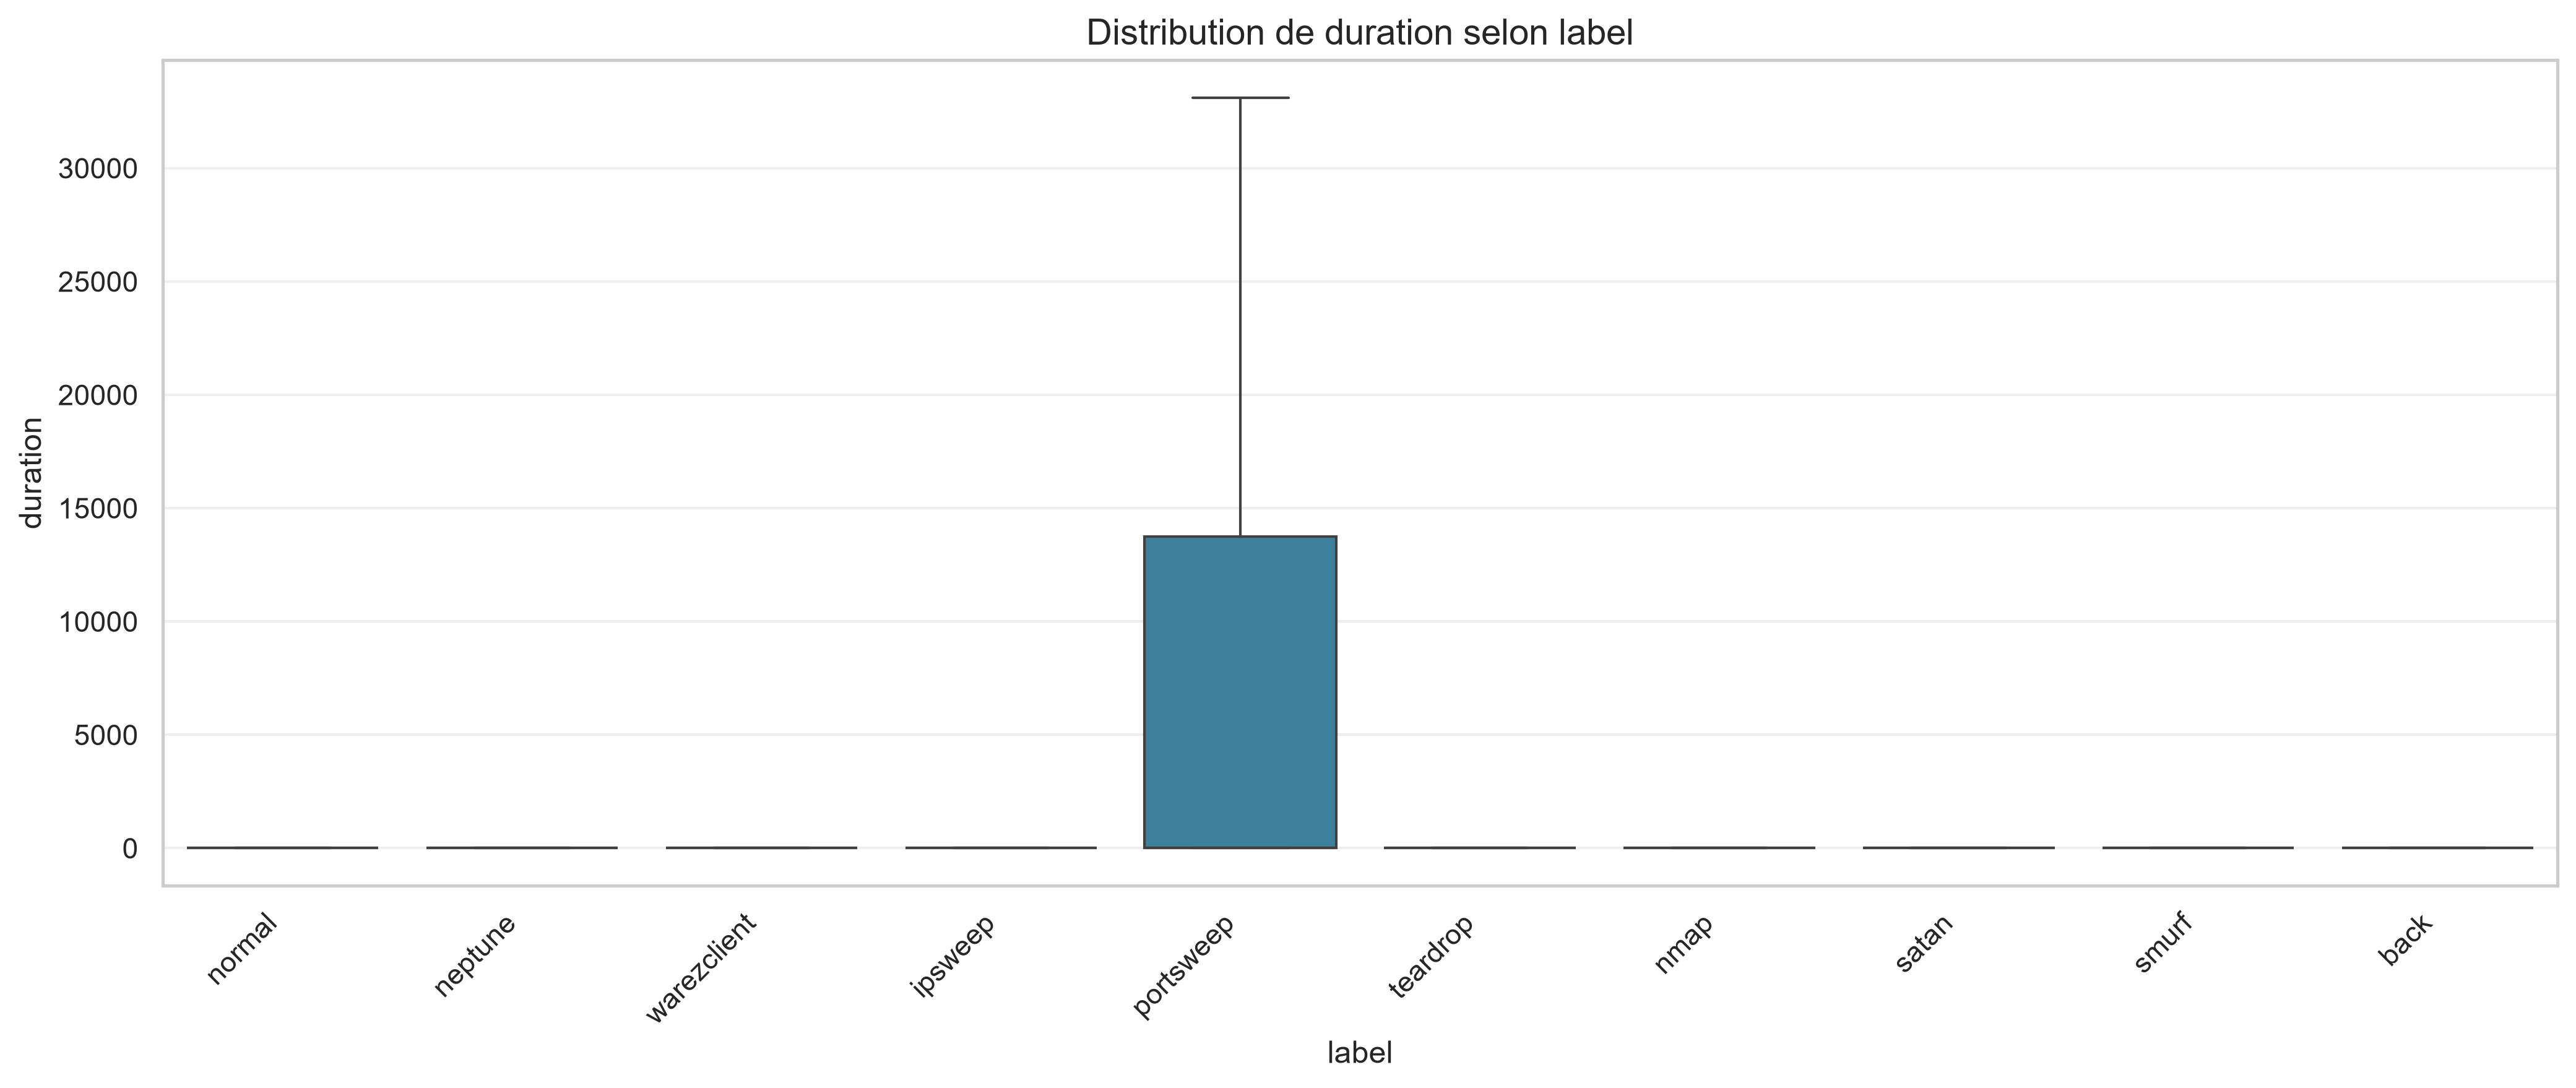 Distribution de duration selon label
duration
30000
25000
20000
15000
10000
5000
0
normal
neptune
warezclient
ipsweep
portsweep
teardrop
nmap
satan
smurf
back
label